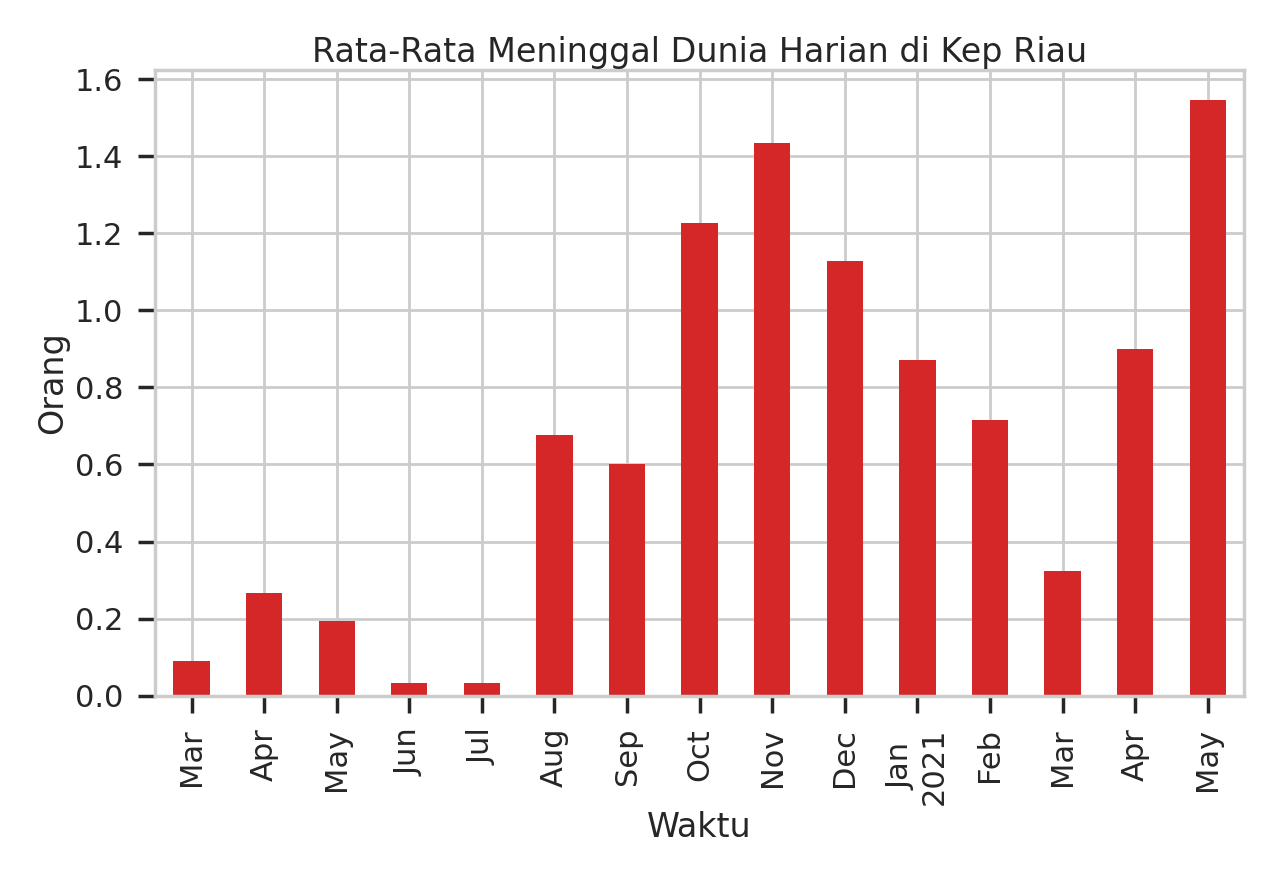 Rata-Rata Meninggal Dunia Harian di Kep Riau
1.6
1.4
1.2
1.0
0.8
0.6
0.4
0.2
0.0
Orang
Mar
Apr
May
Jun
Jul
Aug
Sep
Oct
Nov
Dec
Jan
2021
Feb
Mar
Apr
May
Waktu